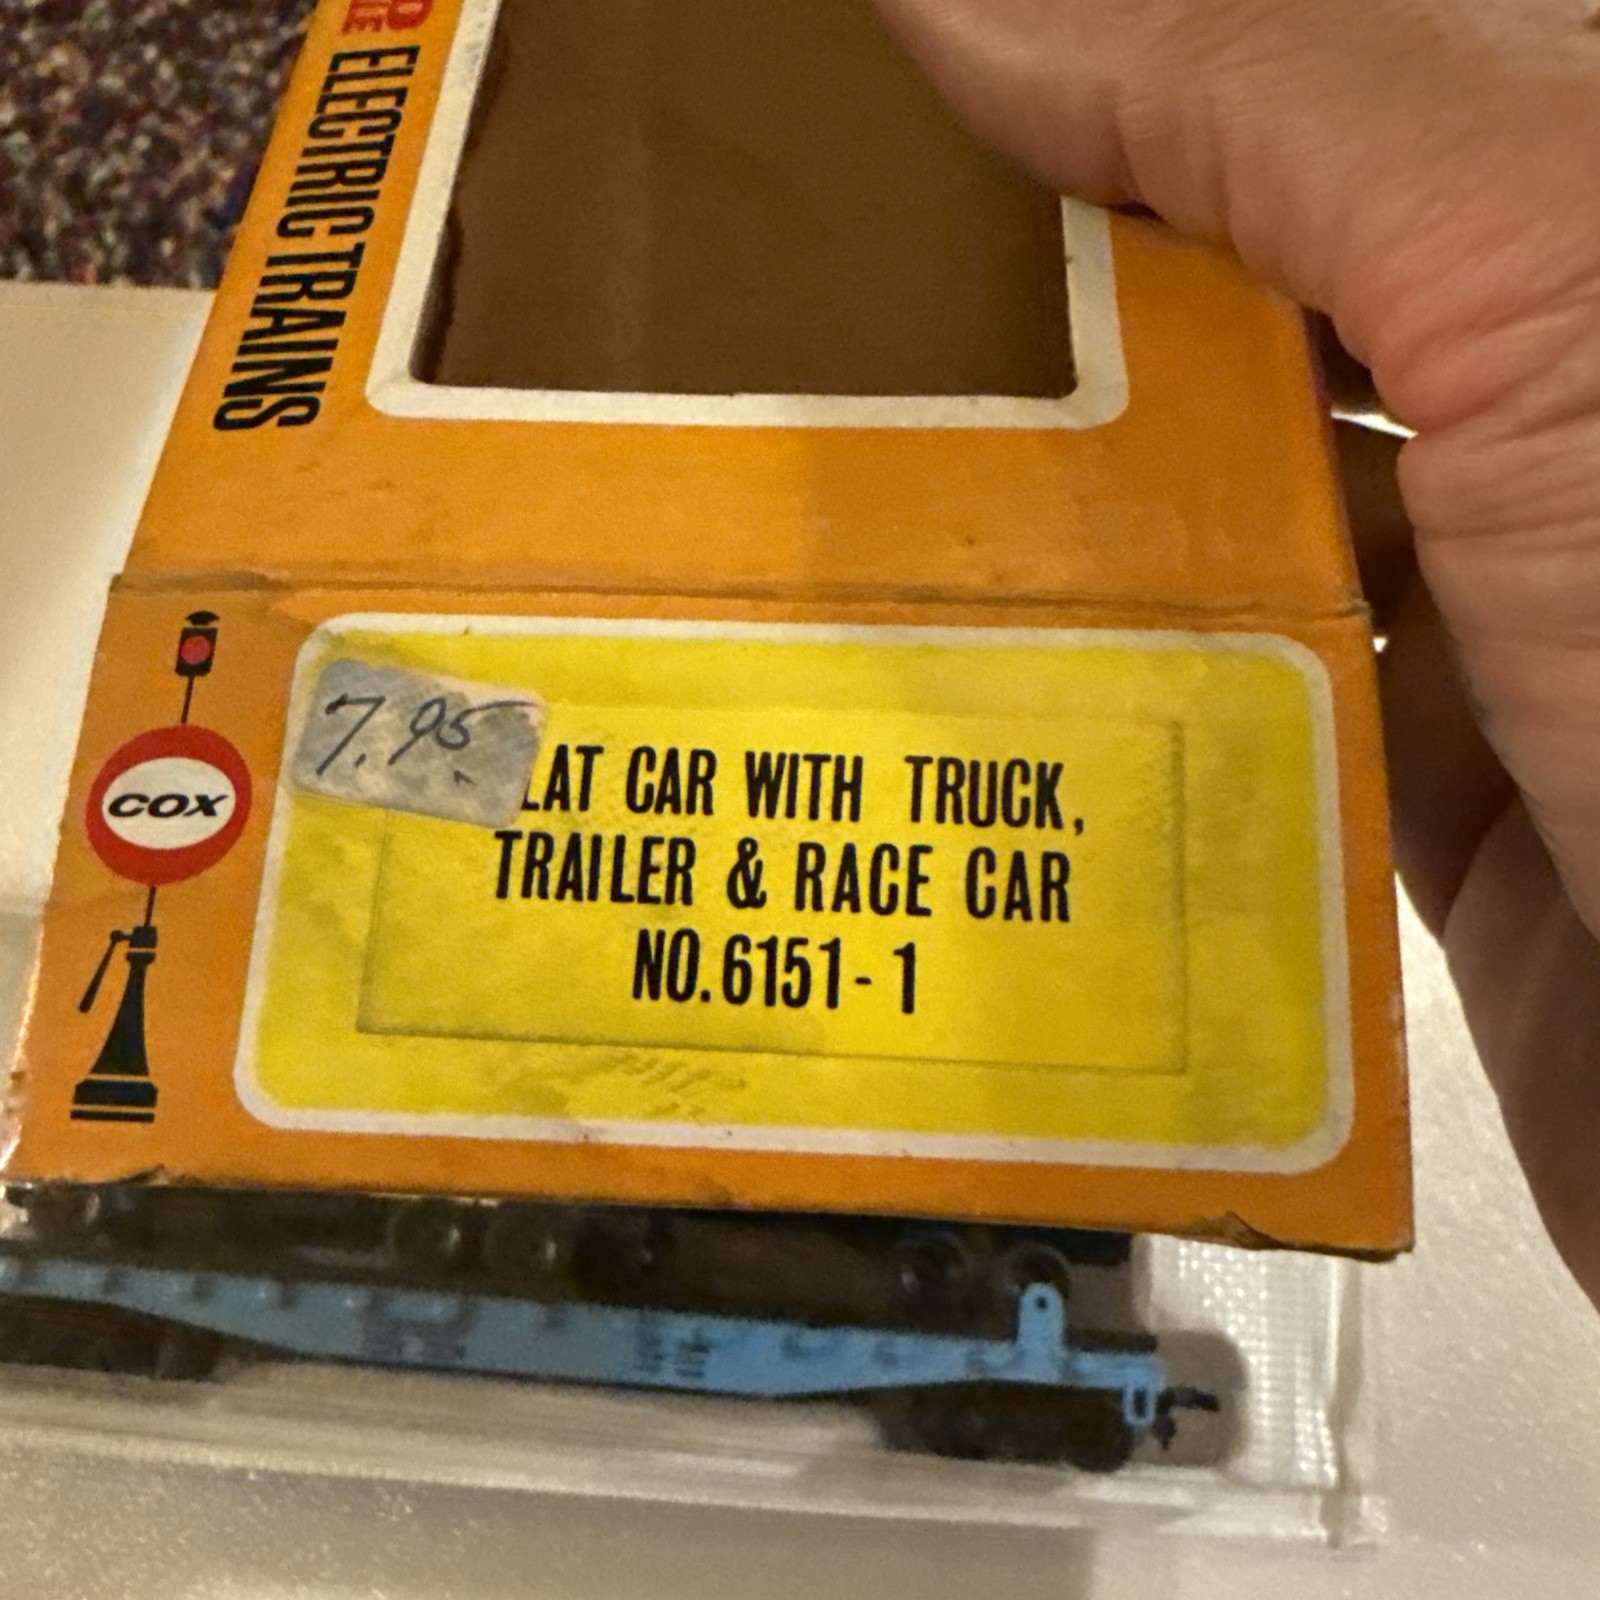 ELECTRIC TRAINS
COX
7.95
LAT CAR WITH TRUCK,
TRAILER & RACE CAR
NO.6151-1